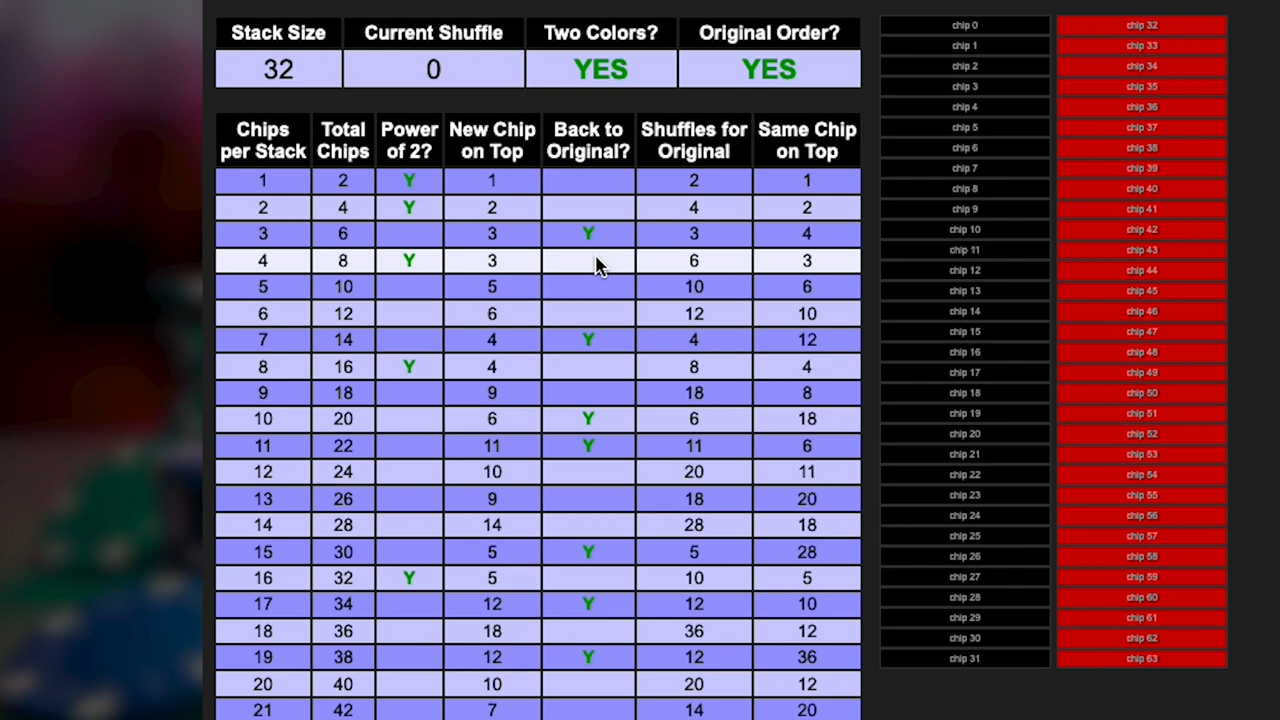 Stack Size Current Shuffle Two Colors? Original Order?
32 0 YES YES
Chips per Stack Total Chips Power of 2? New Chip on Top Back to Original? Shuffles for Original Same Chip on Top
1 2 Y 1 2 1
2 4 Y 2 4 2
3 6 3 Y 3 4
4 8 Y 3 6 3
5 10 5 10 6
6 12 6 12 10
7 14 4 Y 4 12
8 16 Y 4 8 4
9 18 9 18 8
10 20 6 Y 6 18
11 22 11 Y 11 6
12 24 10 20 11
13 26 9 18 20
14 28 14 28 18
15 30 5 Y 5 28
16 32 Y 5 10 5
17 34 12 Y 12 10
18 36 18 36 12
19 38 12 Y 12 36
20 40 10 20 12
21 42 7 14 20
chip 0 chip 32
chip 1 chip 33
chip 2 chip 34
chip 3 chip 35
chip 4 chip 36
chip 5 chip 37
chip 6 chip 38
chip 7 chip 39
chip 8 chip 40
chip 9 chip 41
chip 10 chip 42
chip 11 chip 43
chip 12 chip 44
chip 13 chip 45
chip 14 chip 46
chip 15 chip 47
chip 16 chip 48
chip 17 chip 49
chip 18 chip 50
chip 19 chip 51
chip 20 chip 52
chip 21 chip 53
chip 22 chip 54
chip 23 chip 55
chip 24 chip 56
chip 25 chip 57
chip 26 chip 58
chip 27 chip 59
chip 28 chip 60
chip 29 chip 61
chip 30 chip 62
chip 31 chip 63